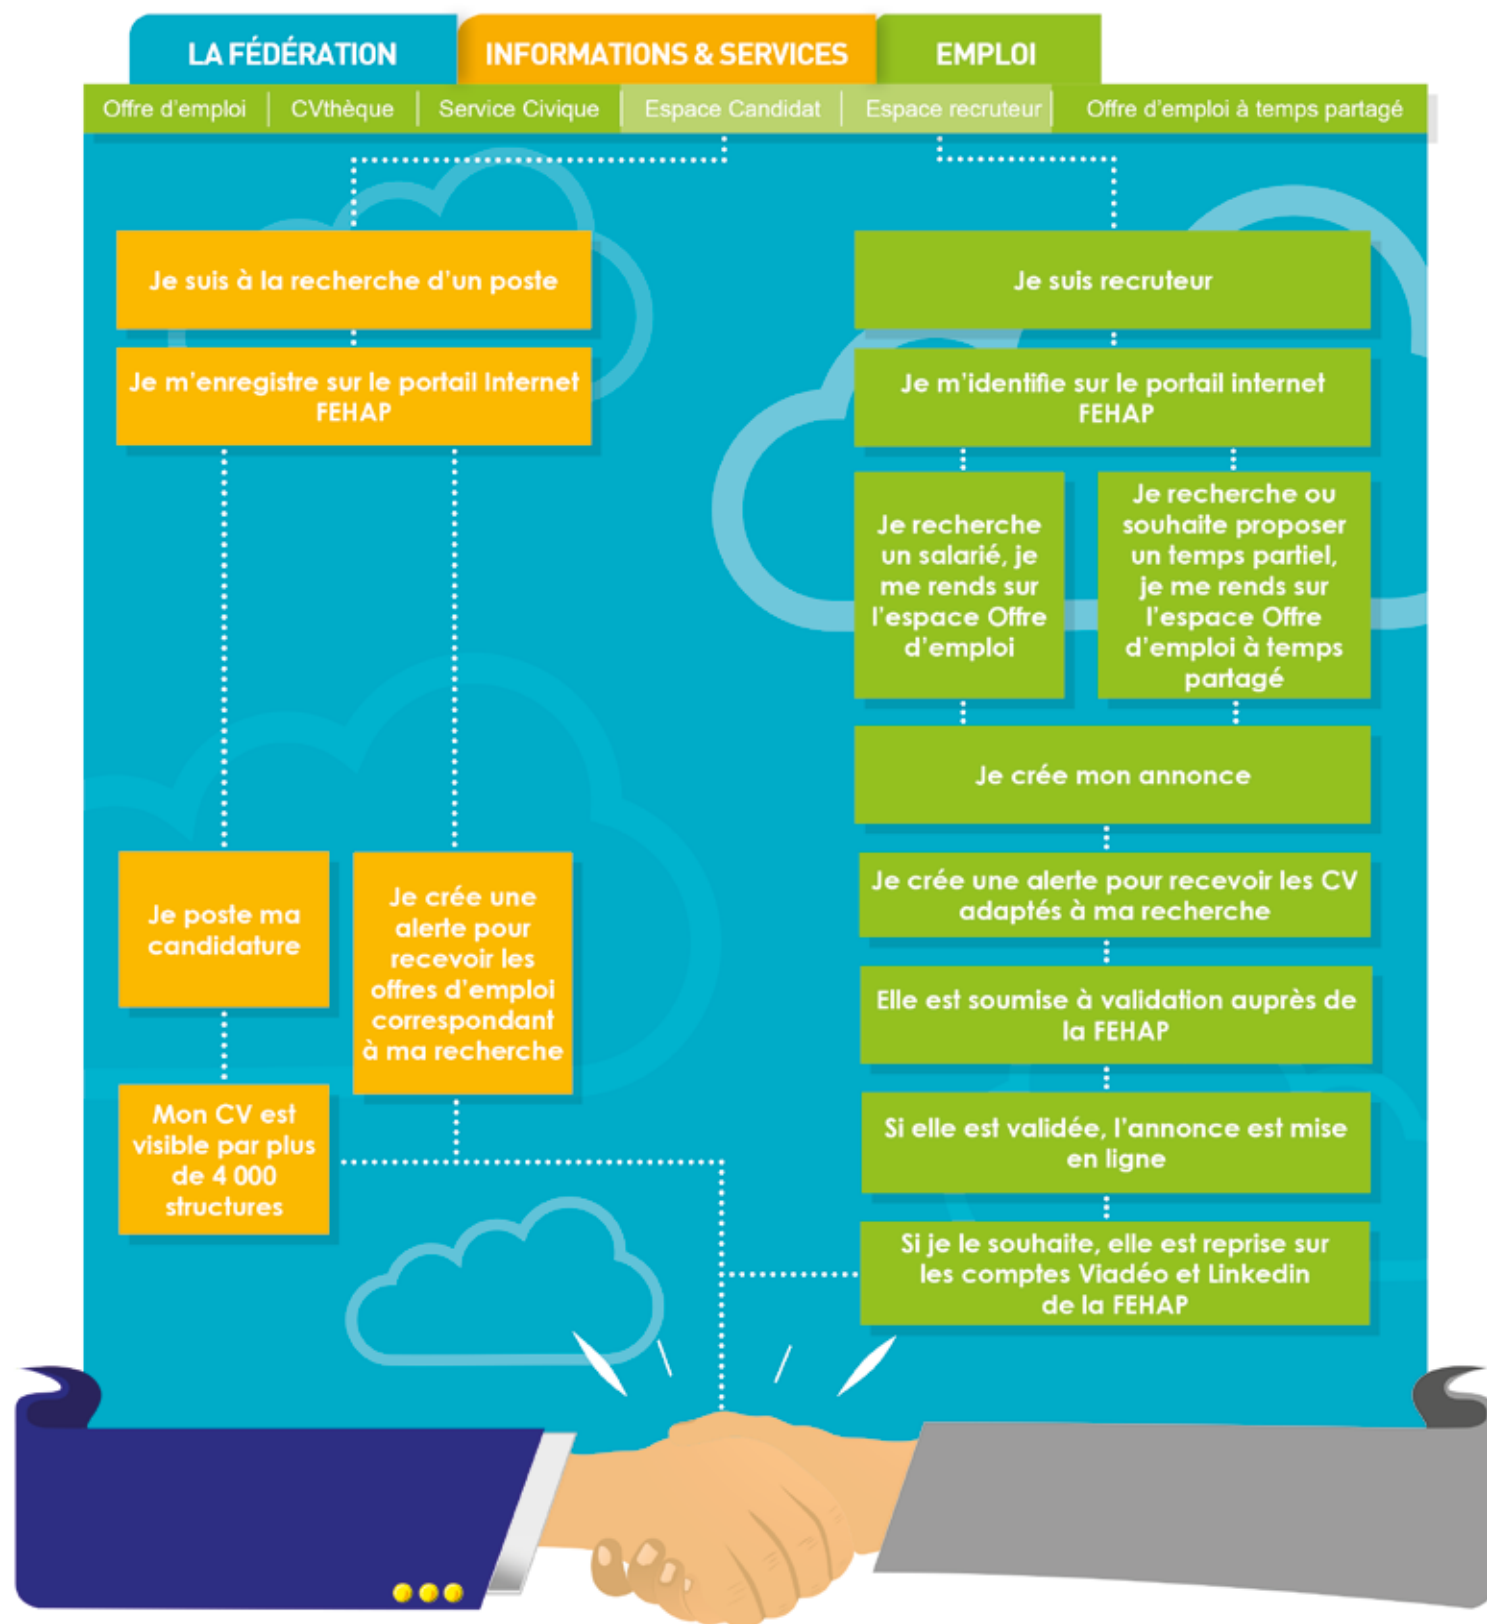 LA FÉDÉRATION
INFORMATIONS & SERVICES
EMPLOI
Offre d'emploi
CVthèque
Service Civique
Espace Candidat
Espace recruteur
Offre d'emploi à temps partagé
Je suis à la recherche d'un poste
Je m'enregistre sur le portail Internet
FEHAP
Je poste ma
candidature
Je crée une
alerte pour
recevoir les
offres d'emploi
correspondant
à ma recherche
Mon CV est
visible par plus
de 4 000
structures
Je suis recruteur
Je m'identifie sur le portail internet
FEHAP
Je recherche
un salarié, je
me rends sur
l'espace Offre
d'emploi
Je recherche ou
souhaite proposer
un temps partiel,
je me rends sur
l'espace Offre
d'emploi à temps
partagé
Je crée mon annonce
Je crée une alerte pour recevoir les CV
adaptés à ma recherche
Elle est soumise à validation auprès de
la FEHAP
Si elle est validée, l'annonce est mise
en ligne
Si je le souhaite, elle est reprise sur
les comptes Viadéo et Linkedin
de la FEHAP